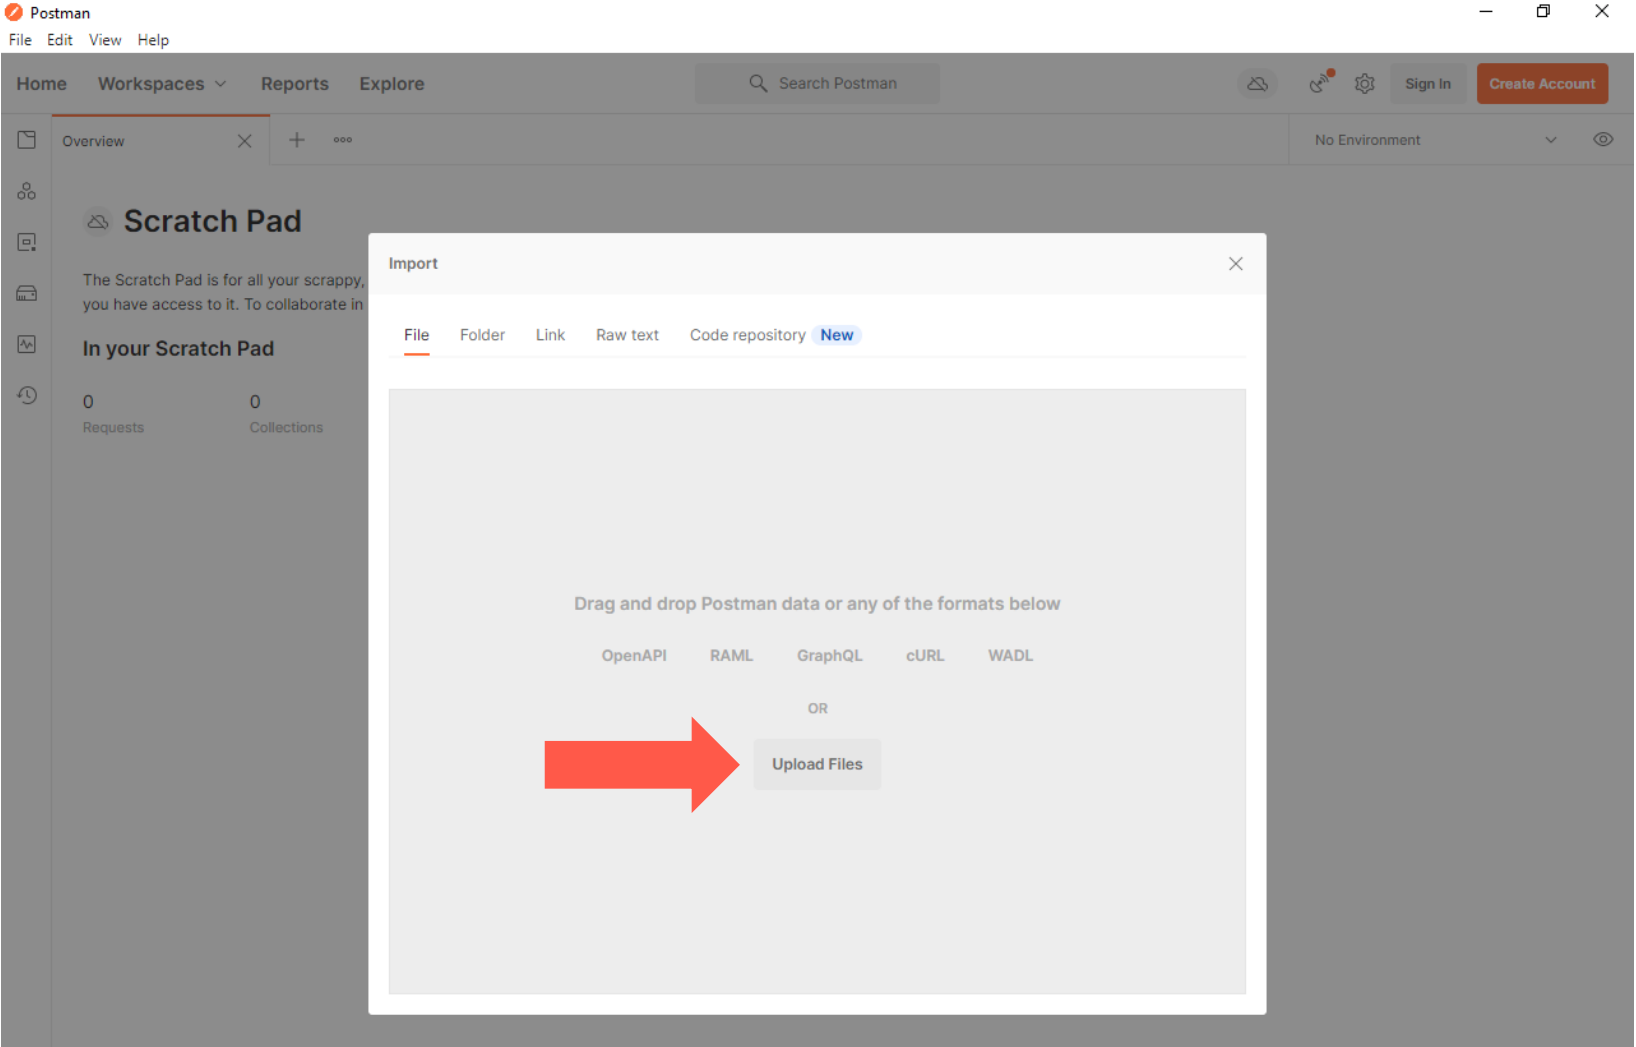 Postman
File Edit View Help
Home Workspaces Reports Explore Search Postman Sign In Create Account
Overview No Environment
Scratch Pad
The Scratch Pad is for all your scrappy,
you have access to it. To collaborate in
In your Scratch Pad
0 0
Requests Collections
Import
File Folder Link Raw text Code repository New
Drag and drop Postman data or any of the formats below
OpenAPI RAML GraphQL cURL WADL
OR
Upload Files